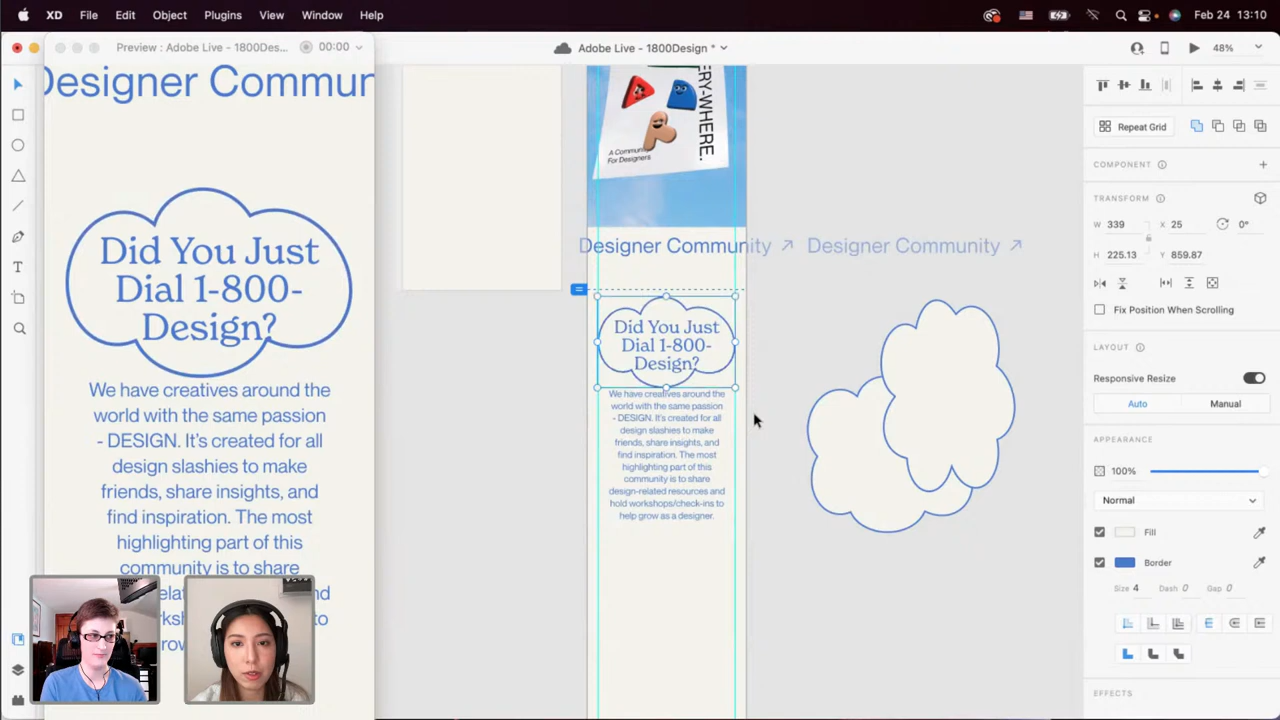 XD File Edit Object Plugins View Window Help
Feb 24 13:10
Preview : Adobe Live - 1800Des...
00:00
Adobe Live - 1800Design *
48%
Designer Commun
Did You Just
Dial 1-800-
Design?
We have creatives around the
world with the same passion
- DESIGN. It's created for all
design slashies to make
friends, share insights, and
find inspiration. The most
highlighting part of this
community is to share
nd
to
ERY-WHERE.
A Community
For Designers
Designer Community ↗ Designer Community ↗
Did You Just
Dial 1-800-
Design?
We have creatives around the
world with the same passion
- DESIGN. It's created for all
design slashies to make
friends, share insights, and
find inspiration. The most
highlighting part of this
community is to share
design-related resources and
hold workshops/check-ins to
help grow as a designer.
Repeat Grid
COMPONENT
TRANSFORM
W 339 X 25 0°
H 225.13 Y 859.87
Fix Position When Scrolling
LAYOUT
Responsive Resize
Auto Manual
APPEARANCE
100%
Normal
Fill
Border
Size 4 Dash 0 Gap 0
EFFECTS